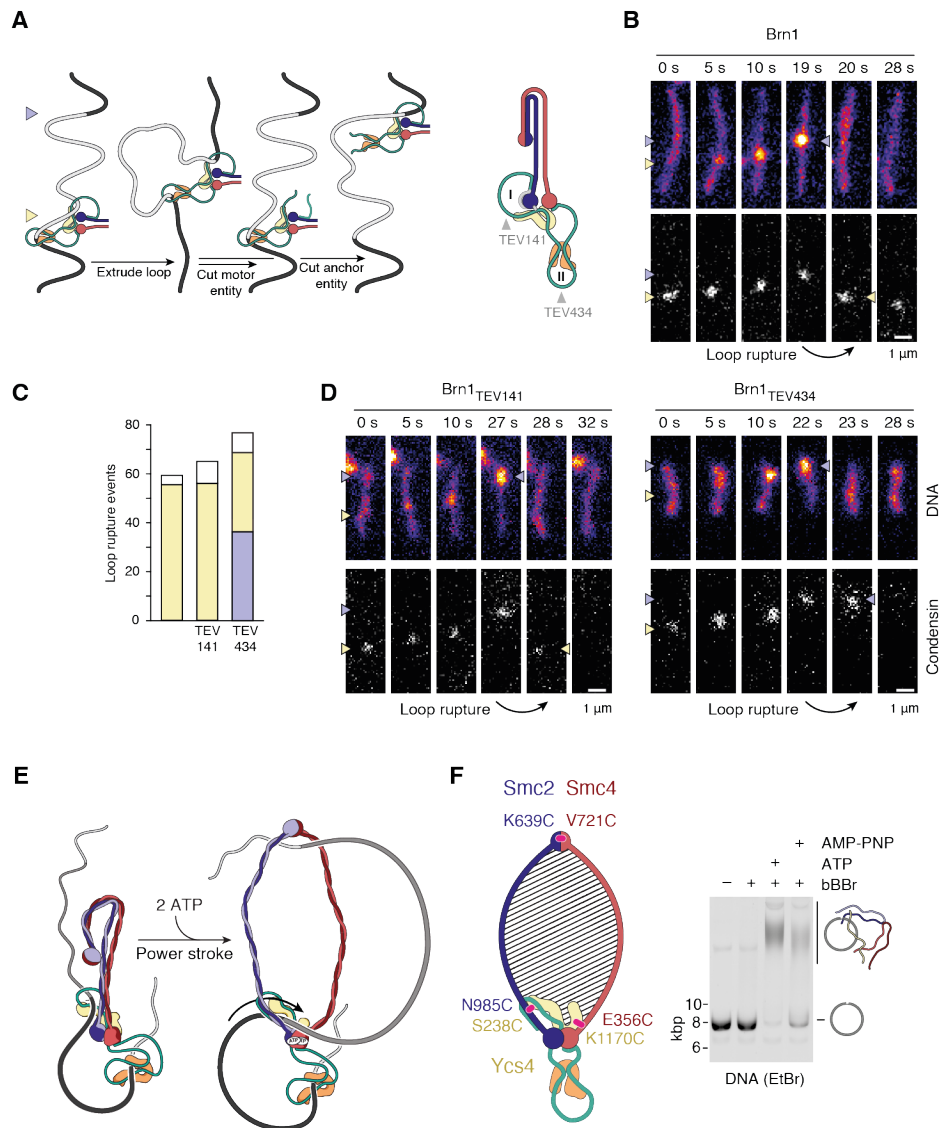 A
Extrude loop
Cut motor
entity
Cut anchor
entity
I
TEV141
II
TEV434
B
Brn1
0 s 5 s 10 s 19 s 20 s 28 s
Loop rupture
1 µm
C
Loop rupture events
80
60
40
20
0
TEV
141
TEV
434
D
Brn1TEV141
0 s 5 s 10 s 27 s 28 s 32 s
Loop rupture
1 µm
Brn1TEV434
0 s 5 s 10 s 22 s 23 s 28 s
DNA
Condensin
Loop rupture
1 µm
E
2 ATP
Power stroke
ATP ATP
F
Smc2 Smc4
K639C V721C
N985C
S238C
E356C
K1170C
Ycs4
+ AMP-PNP
+ ATP
– + + + bBBr
kbp
10
8
6
DNA (EtBr)